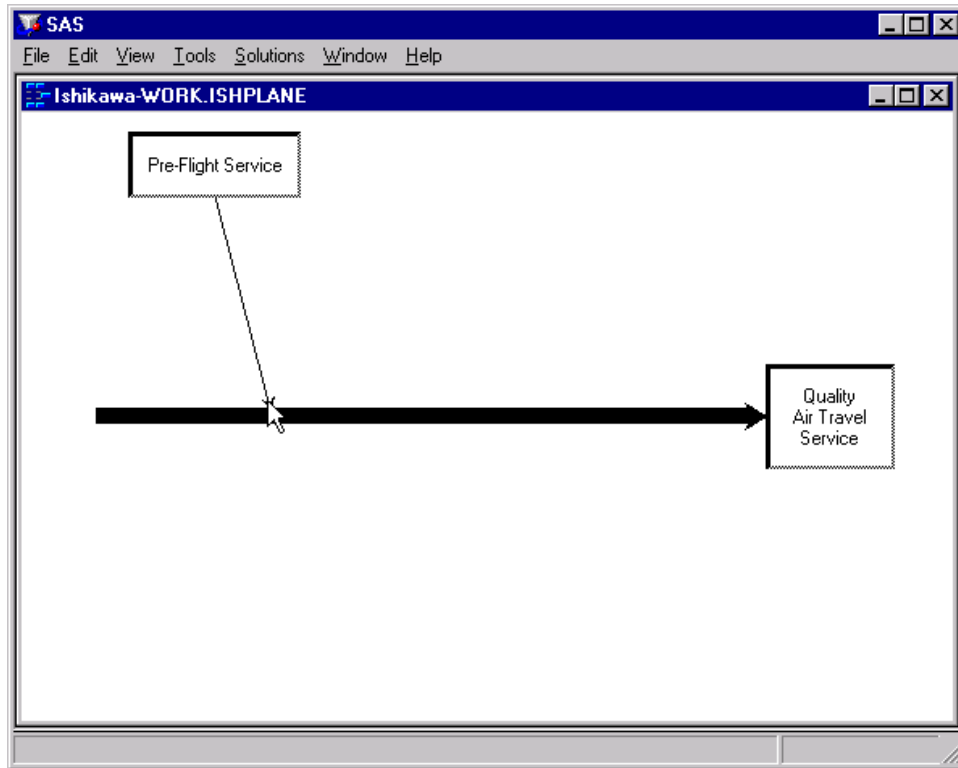 SAS
File Edit View Tools Solutions Window Help
Ishikawa-WORK.ISHPLANE
Pre-Flight Service
Quality
Air Travel
Service